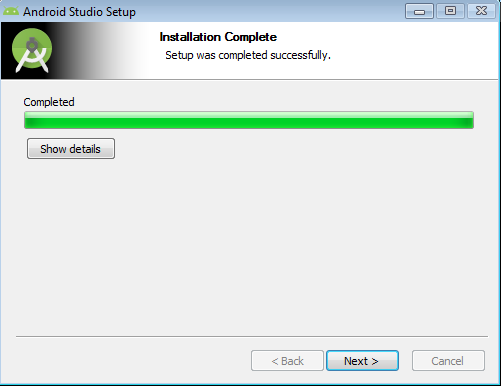 Android Studio Setup
Installation Complete
Setup was completed successfully.
Completed
Show details
< Back
Next >
Cancel